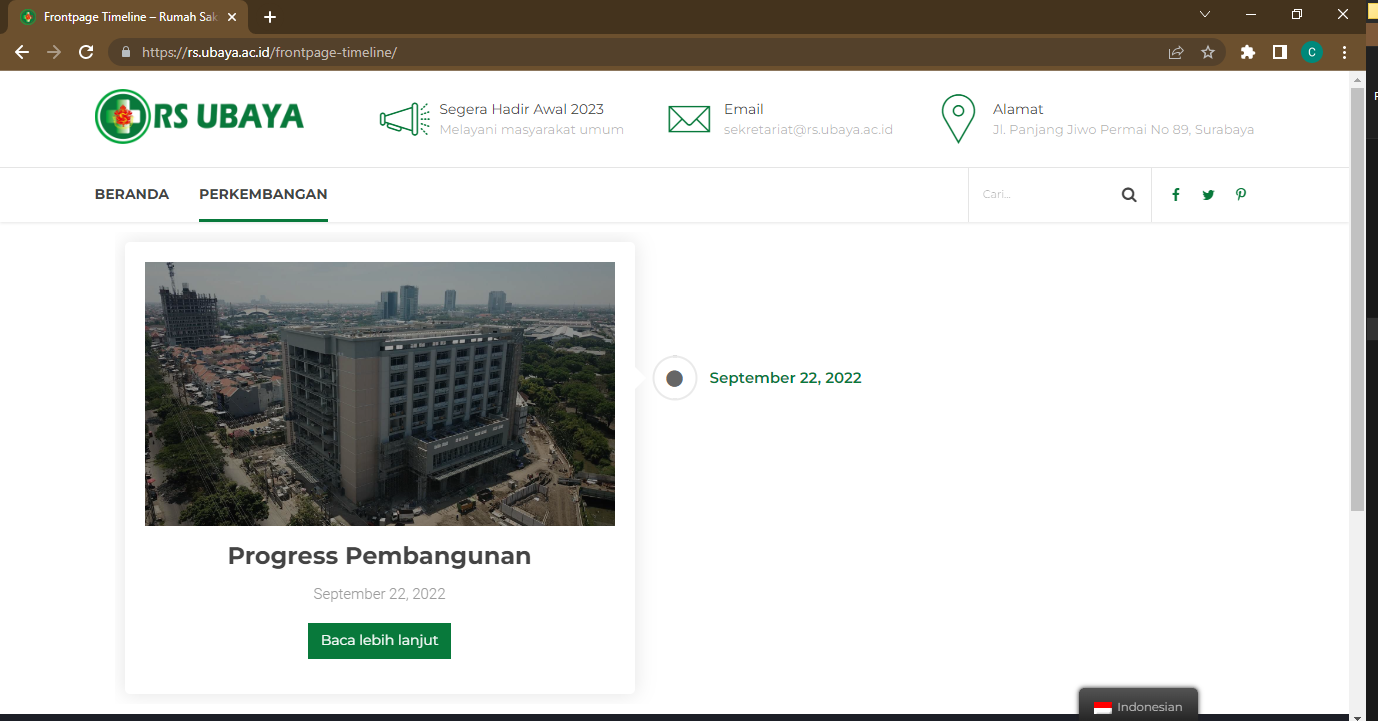 Frontpage Timeline – Rumah Sak
https://rs.ubaya.ac.id/frontpage-timeline/
C
RS UBAYA
Segera Hadir Awal 2023
Melayani masyarakat umum
Email
sekretariat@rs.ubaya.ac.id
Alamat
Jl. Panjang Jiwo Permai No 89, Surabaya
BERANDA
PERKEMBANGAN
Cari...
September 22, 2022
Progress Pembangunan
September 22, 2022
Baca lebih lanjut
Indonesian